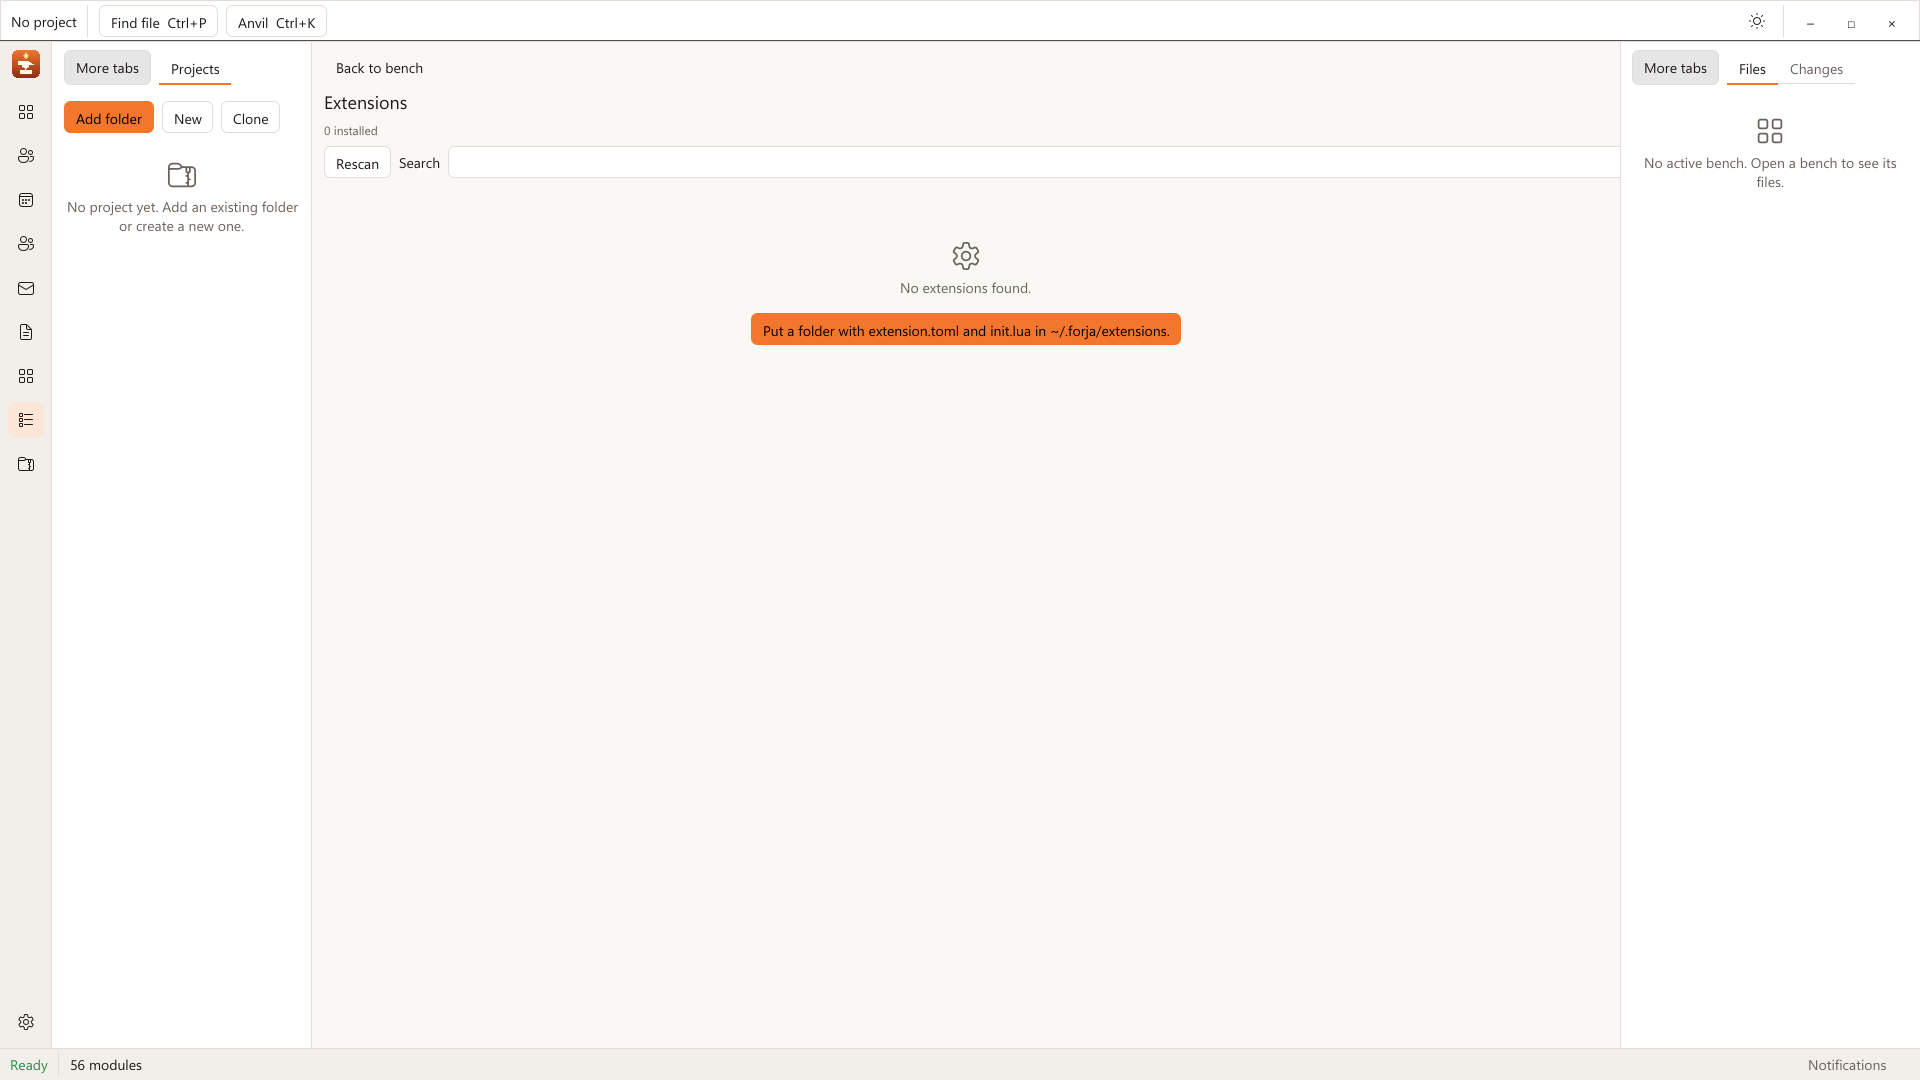 No project
Find file Ctrl+P
Anvil Ctrl+K
More tabs
Projects
Add folder
New
Clone
No project yet. Add an existing folder
or create a new one.
Back to bench
Extensions
0 installed
Rescan
Search
No extensions found.
Put a folder with extension.toml and init.lua in ~/.forja/extensions.
More tabs
Files
Changes
No active bench. Open a bench to see its
files.
Ready
56 modules
Notifications